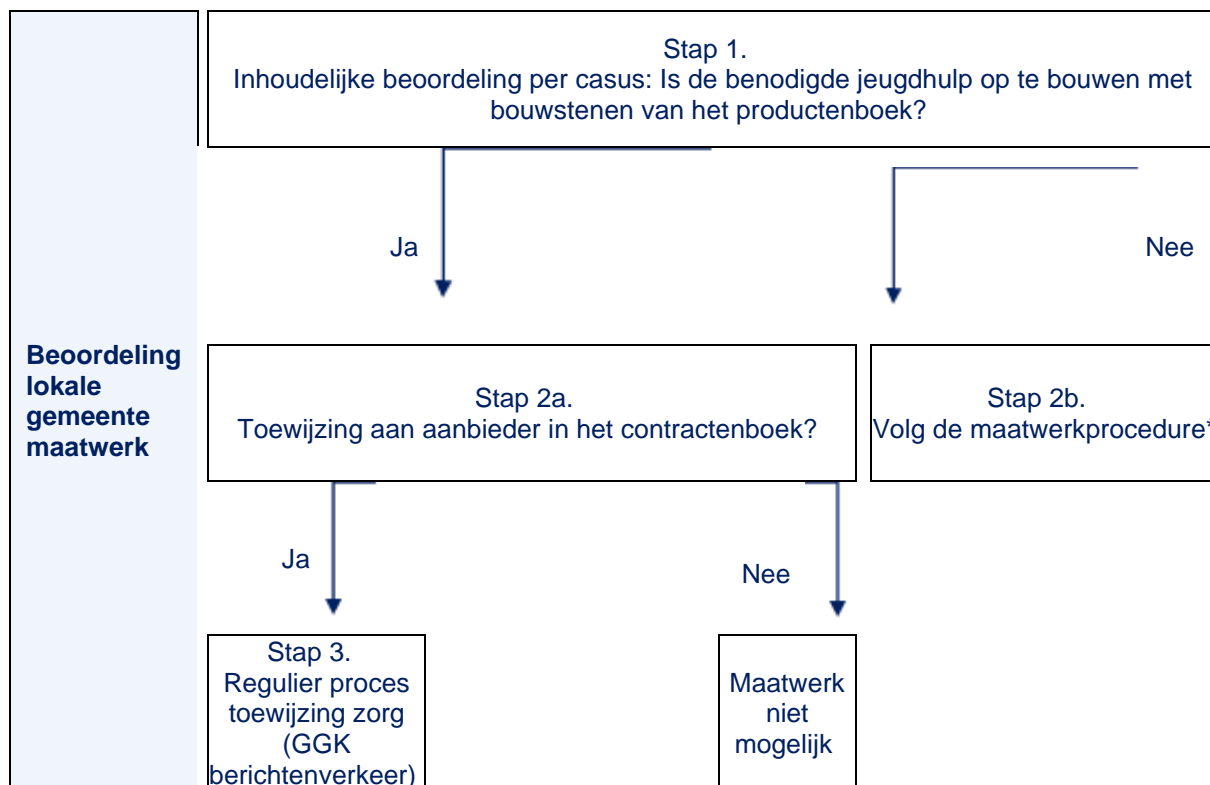 Stap 1.
Inhoudelijke beoordeling per casus: Is de benodigde jeugdhulp op te bouwen met
bouwstenen van het productenboek?
Ja
Nee
Beoordeling
lokale
gemeente
maatwerk
Stap 2a.
Toewijzing aan aanbieder in het contractenboek?
Stap 2b.
Volg de maatwerkprocedure*
Ja
Nee
Stap 3.
Regulier proces
toewijzing zorg
(GGK
berichtenverkeer)
Maatwerk
niet
mogelijk